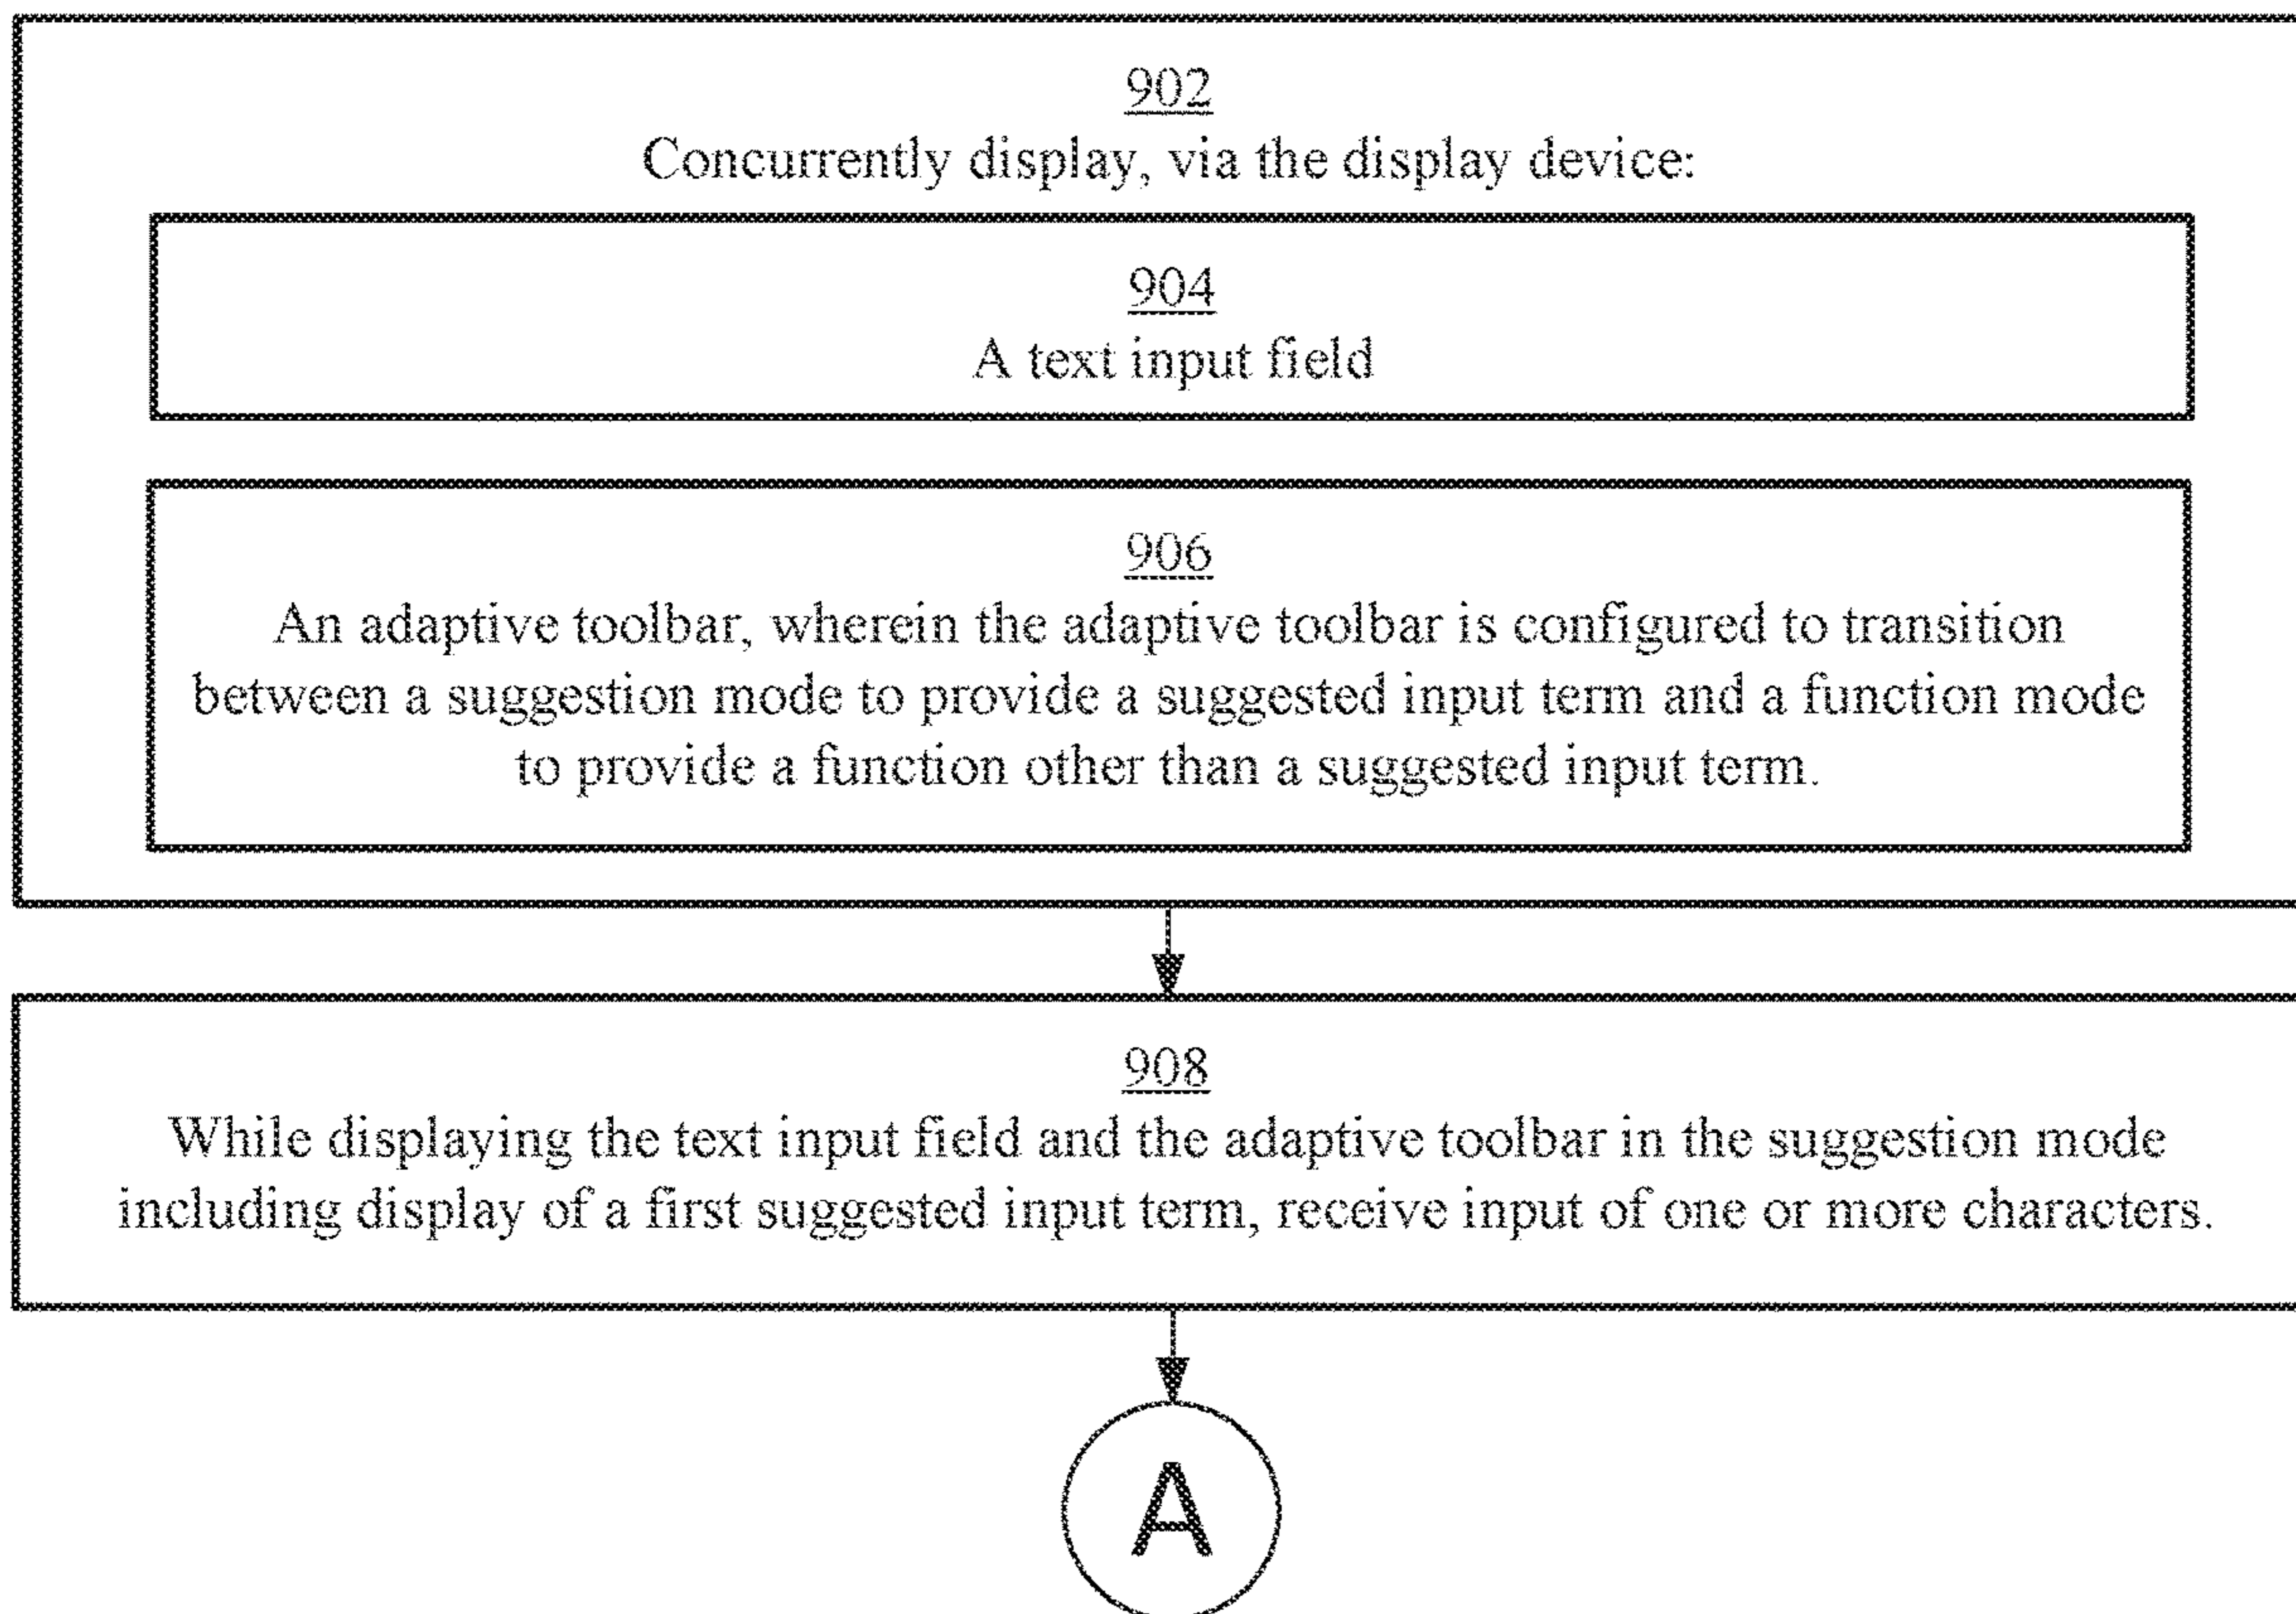 902
Concurrently display, via the display device:
904
A text input field
906
An adaptive toolbar, wherein the adaptive toolbar is configured to transition
between a suggestion mode to provide a suggested input term and a function mode
to provide a function other than a suggested input term.
908
While displaying the text input field and the adaptive toolbar in the suggestion mode
including display of a first suggested input term, receive input of one or more characters.
A